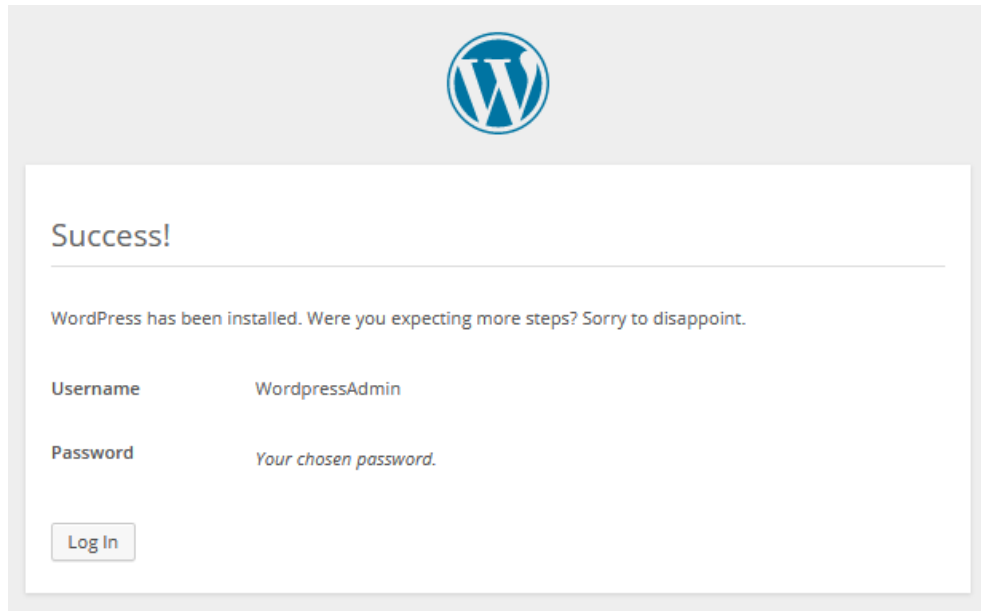 Success!
WordPress has been installed. Were you expecting more steps? Sorry to disappoint.
Username WordpressAdmin
Password Your chosen password.
Log In